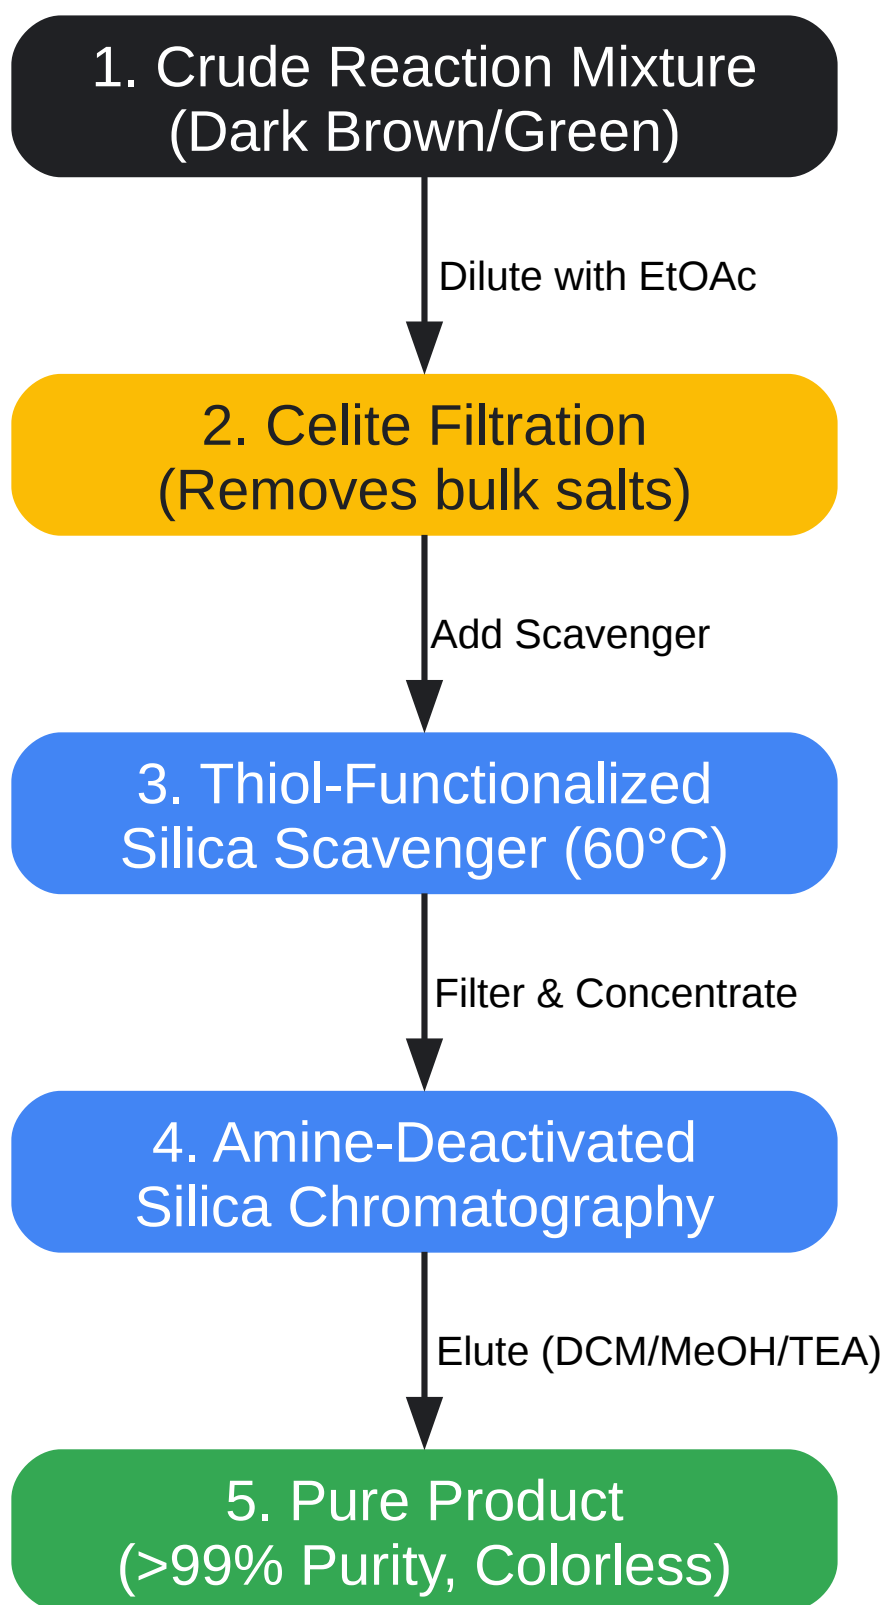 1. Crude Reaction Mixture
(Dark Brown/Green)
Dilute with EtOAc
2. Celite Filtration
(Removes bulk salts)
Add Scavenger
3. Thiol-Functionalized
Silica Scavenger (60°C)
Filter & Concentrate
4. Amine-Deactivated
Silica Chromatography
Elute (DCM/MeOH/TEA)
5. Pure Product
(>99% Purity, Colorless)